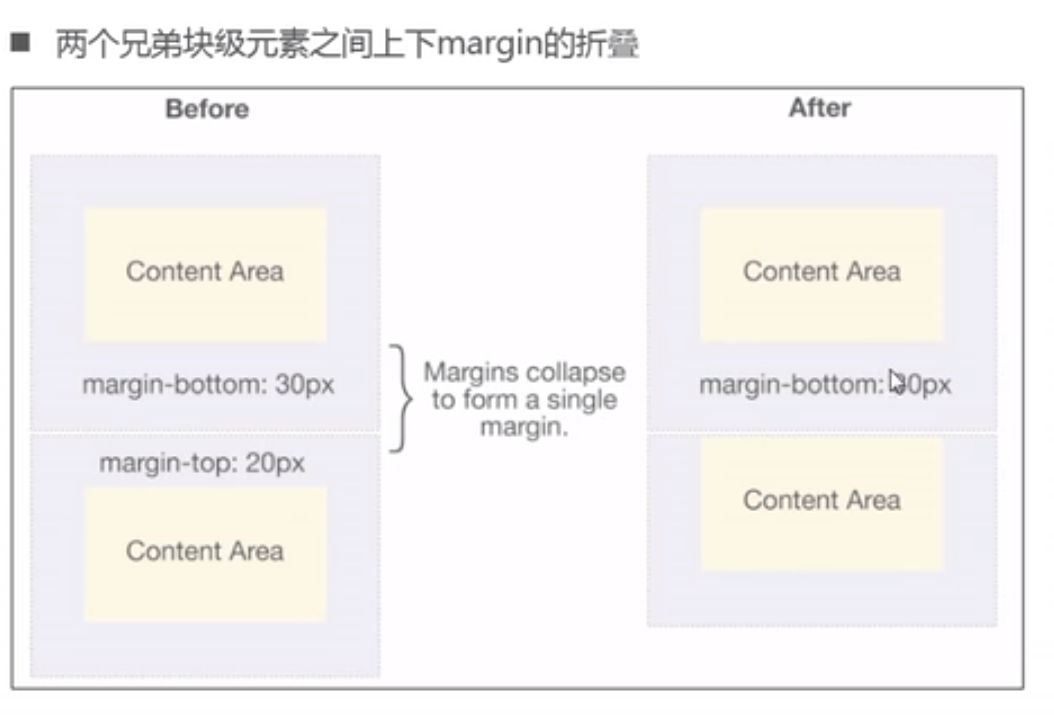 ■ 两个兄弟块级元素之间上下margin的折叠
Before
After
Content Area
Content Area
margin-bottom: 30px
Margins collapse
to form a single
margin.
margin-bottom: 30px
margin-top: 20px
Content Area
Content Area